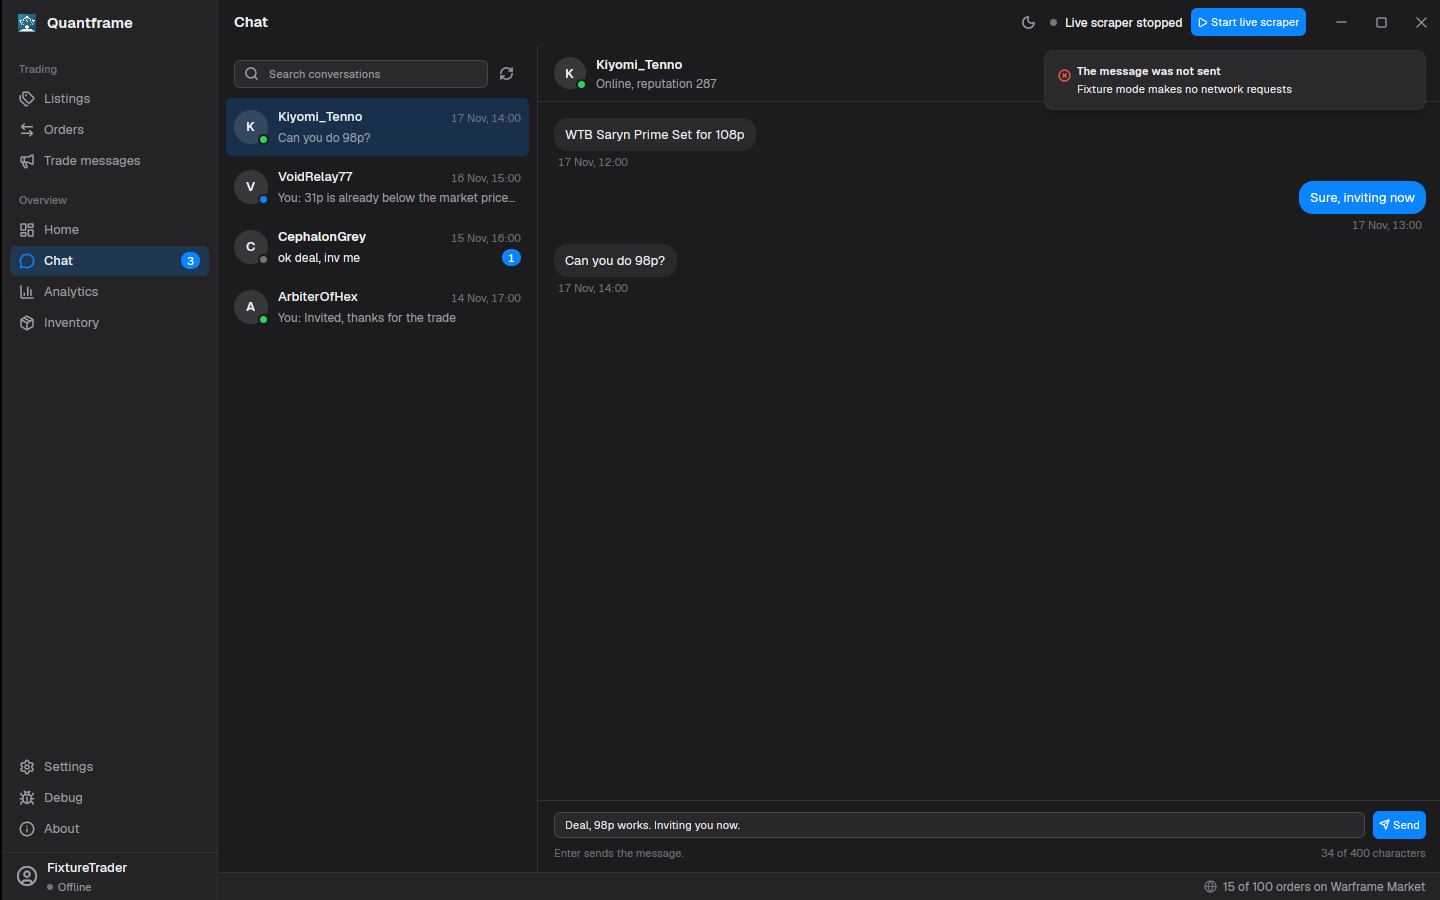 Quantframe
Trading
Listings
Orders
Trade messages
Overview
Home
Chat 3
Analytics
Inventory
Settings
Debug
About
FixtureTrader
Offline
Chat
Live scraper stopped
Start live scraper
Search conversations
K
Kiyomi_Tenno 17 Nov, 14:00
Can you do 98p?
V
VoidRelay77 16 Nov, 15:00
You: 31p is already below the market price...
C
CephalonGrey 15 Nov, 16:00
ok deal, inv me 1
A
ArbiterOfHex 14 Nov, 17:00
You: Invited, thanks for the trade
K
Kiyomi_Tenno
Online, reputation 287
The message was not sent
Fixture mode makes no network requests
WTB Saryn Prime Set for 108p
17 Nov, 12:00
Sure, inviting now
17 Nov, 13:00
Can you do 98p?
17 Nov, 14:00
Deal, 98p works. Inviting you now.
Send
Enter sends the message. 34 of 400 characters
15 of 100 orders on Warframe Market